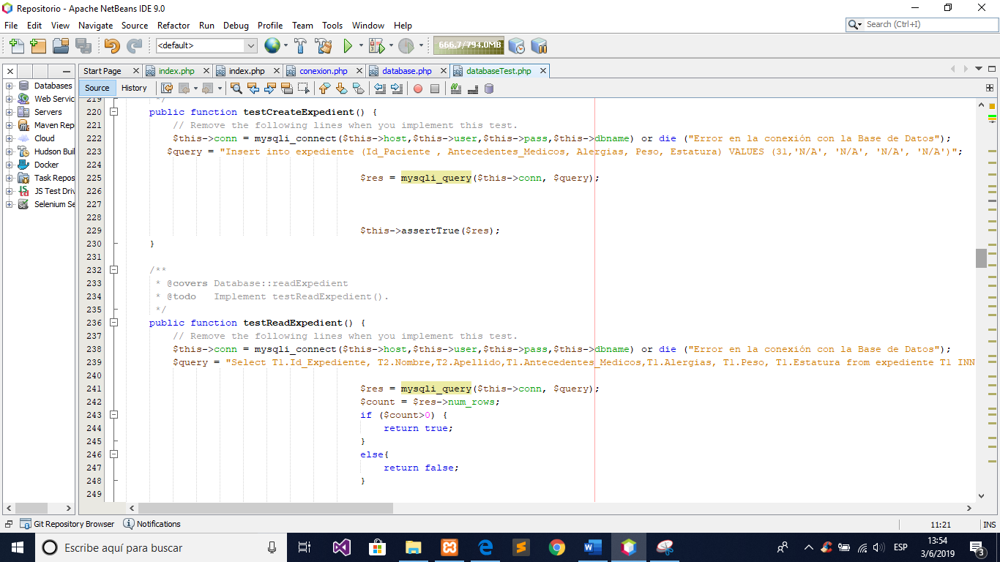 Repositorio - Apache NetBeans IDE 9.0
File Edit View Navigate Source Refactor Run Debug Profile Team Tools Window Help
Search (Ctrl+I)
<default>
666.7/794.0MB
Start Page index.php index.php conexion.php database.php databaseTest.php
Source History
Databases
Web Servic
Servers
Maven Rep
Cloud
Hudson Buil
Docker
Task Repos
JS Test Driv
Selenium Se
219 */
220 public function testCreateExpedient() {
221 // Remove the following lines when you implement this test.
222 $this->conn = mysqli_connect($this->host,$this->user,$this->pass,$this->dbname) or die ("Error en la conexión con la Base de Datos");
223 $query = "Insert into expediente (Id_Paciente , Antecedentes_Medicos, Alergias, Peso, Estatura) VALUES (31,'N/A', 'N/A', 'N/A', 'N/A')";
224
225 $res = mysqli_query($this->conn, $query);
226
227
228
229 $this->assertTrue($res);
230 }
231
232 /**
233 * @covers Database::readExpedient
234 * @todo Implement testReadExpedient().
235 */
236 public function testReadExpedient() {
237 // Remove the following lines when you implement this test.
238 $this->conn = mysqli_connect($this->host,$this->user,$this->pass,$this->dbname) or die ("Error en la conexión con la Base de Datos");
239 $query = "Select T1.Id_Expediente, T2.Nombre,T2.Apellido,T1.Antecedentes_Medicos,T1.Alergias, T1.Peso, T1.Estatura from expediente T1 INN
240
241 $res = mysqli_query($this->conn, $query);
242 $count = $res->num_rows;
243 if ($count>0) {
244 return true;
245 }
246 else{
247 return false;
248 }
249
Git Repository Browser Notifications
11:21 INS
Escribe aquí para buscar
ESP
13:54
3/6/2019
3